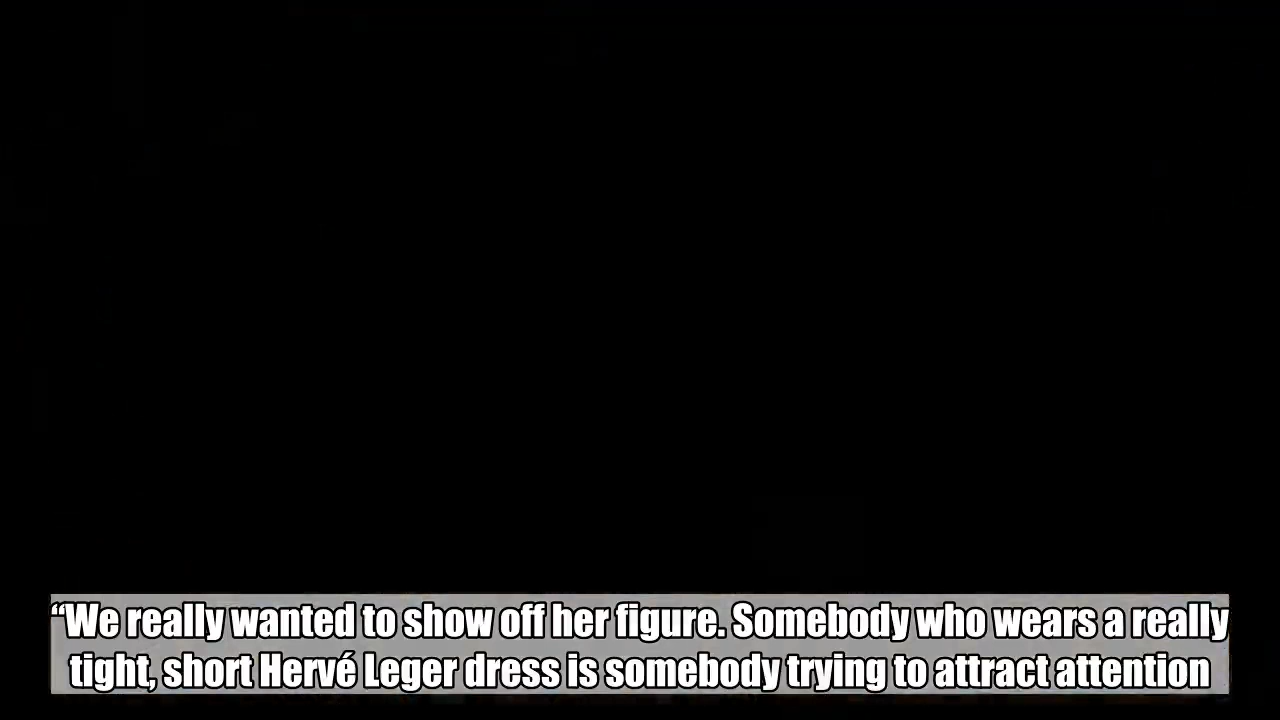 “We really wanted to show off her figure. Somebody who wears a really
tight, short Hervé Leger dress is somebody trying to attract attention